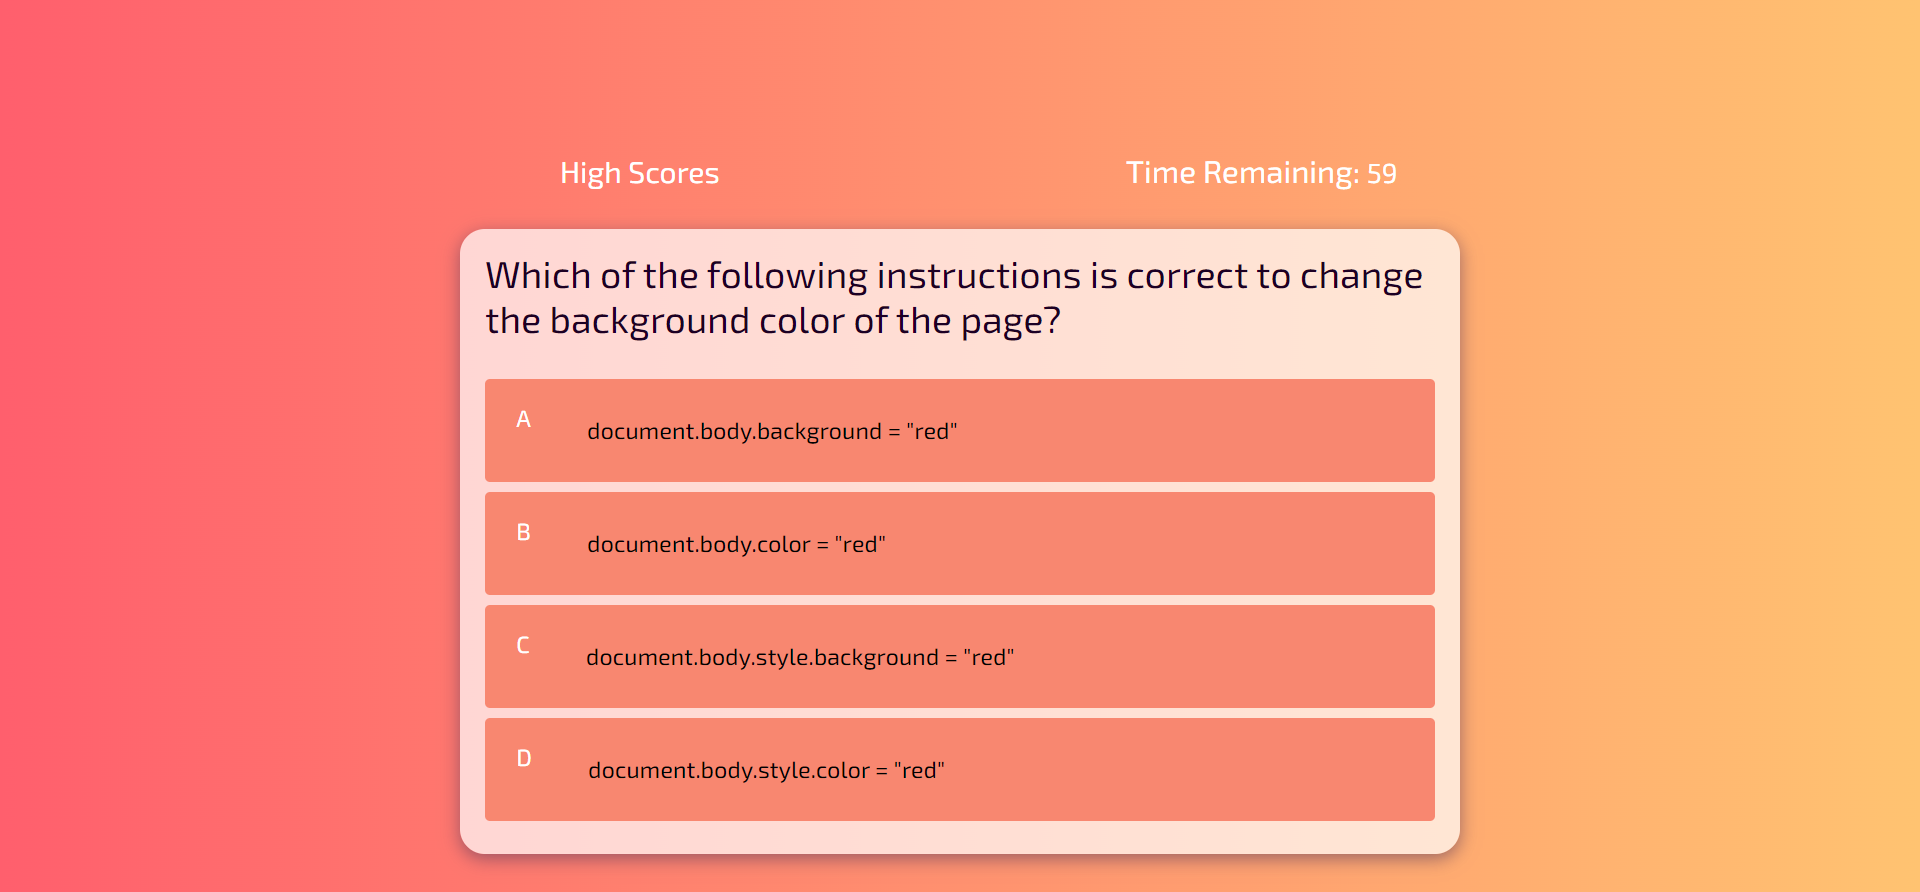 High Scores
Time Remaining: 59
Which of the following instructions is correct to change
the background color of the page?
A
document.body.background = "red"
B
document.body.color = "red"
C
document.body.style.background = "red"
D
document.body.style.color = "red"